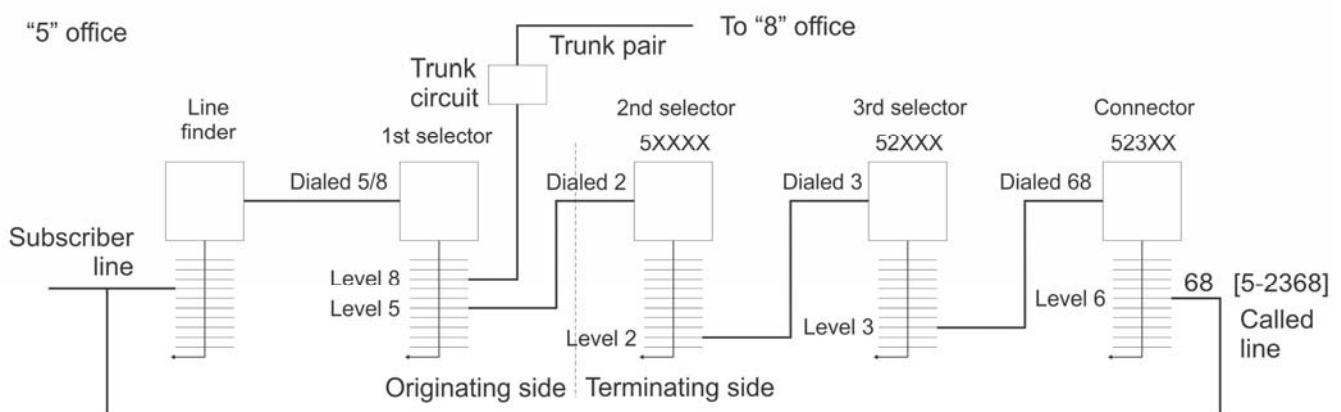 “5” office
To “8” office
Trunk pair
Trunk
circuit
Line
finder
1st selector
2nd selector
5XXXX
3rd selector
52XXX
Connector
523XX
Dialed 5/8
Dialed 2
Dialed 3
Dialed 68
Subscriber
line
Level 8
Level 5
Level 2
Level 3
Level 6
68 [5-2368]
Called
line
Originating side
Terminating side